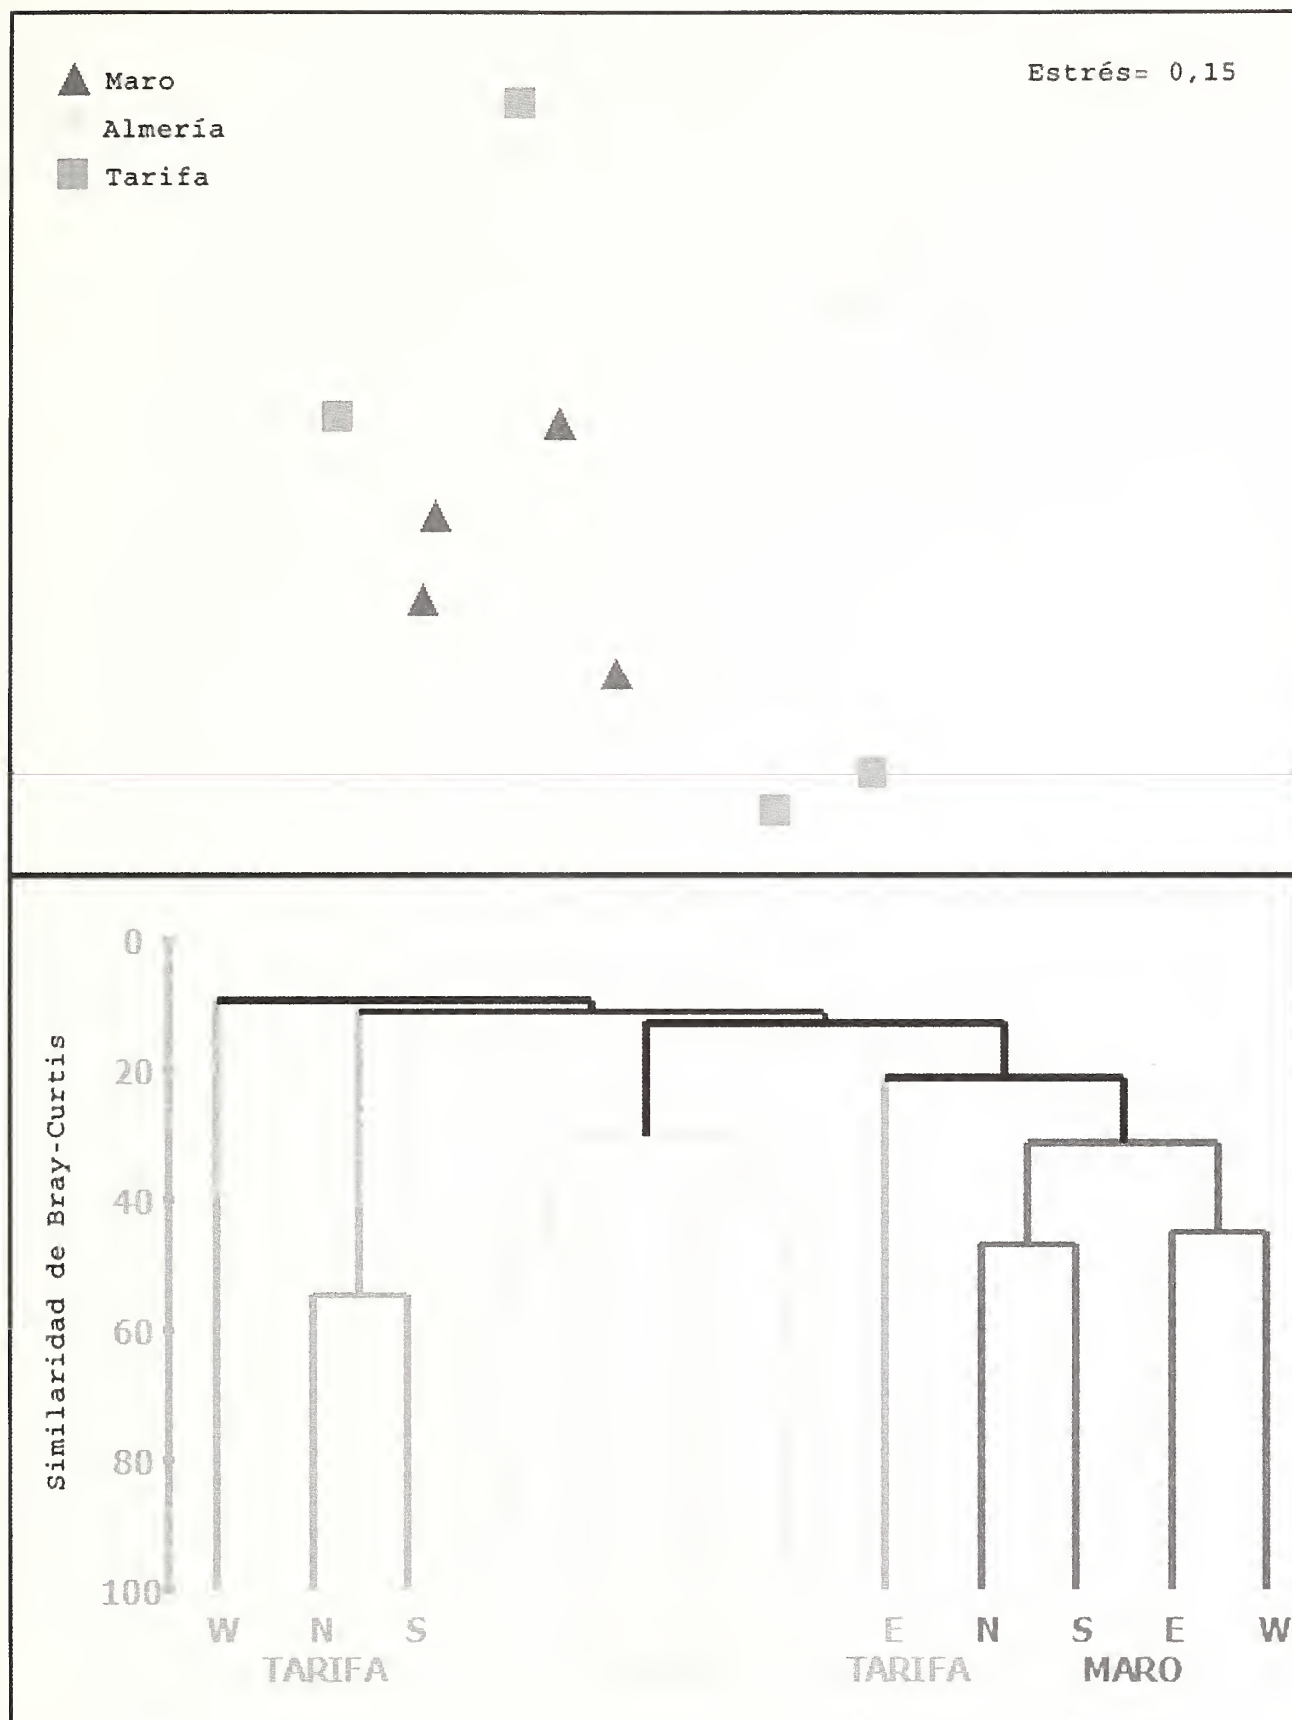 Maro
Almería
Tarifa
Estrés= 0,15
Similaridad de Bray-Curtis
0
20
40
60
80
100
W N S E N S E W
TARIFA TARIFA MARO